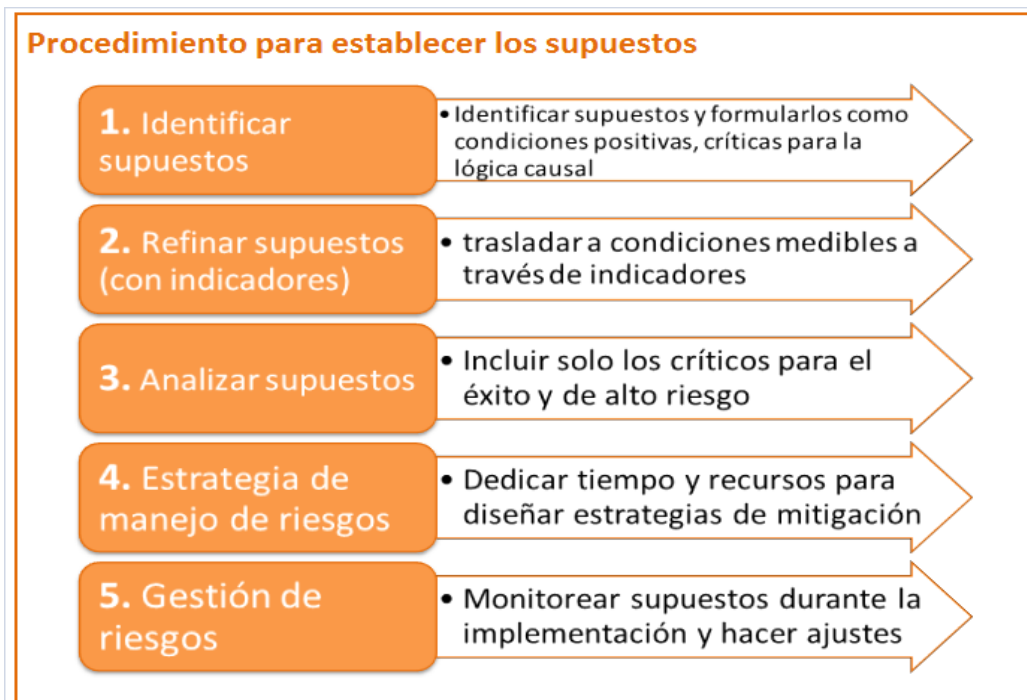 Procedimiento para establecer los supuestos
1. Identificar
supuestos
• Identificar supuestos y formularlos como
condiciones positivas, críticas para la
lógica causal
2. Refinar supuestos
(con indicadores)
• trasladar a condiciones medibles a
través de indicadores
3. Analizar supuestos
• Incluir solo los críticos para el
éxito y de alto riesgo
4. Estrategia de
manejo de riesgos
• Dedicar tiempo y recursos para
diseñar estrategias de mitigación
5. Gestión de
riesgos
• Monitorear supuestos durante la
implementación y hacer ajustes